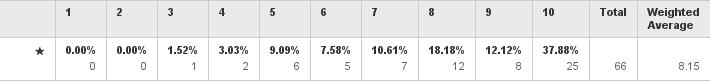 1 2 3 4 5 6 7 8 9 10 Total Weighted Average
★ 0.00% 0.00% 1.52% 3.03% 9.09% 7.58% 10.61% 18.18% 12.12% 37.88%
0 0 1 2 6 5 7 12 8 25 66 8.15